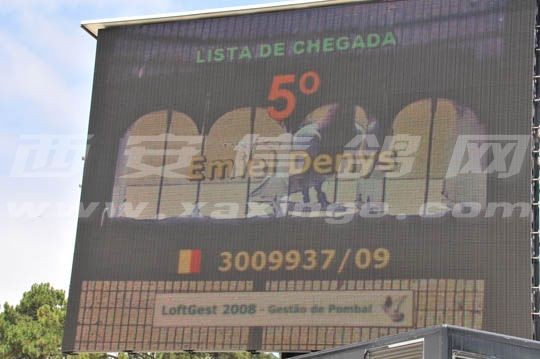 LISTA DE CHEGADA
5º
西安信鸽网
Emiel Denys
www.xaxinge.com
3009937/09
LoftGest 2008 - Gestão de Pombal